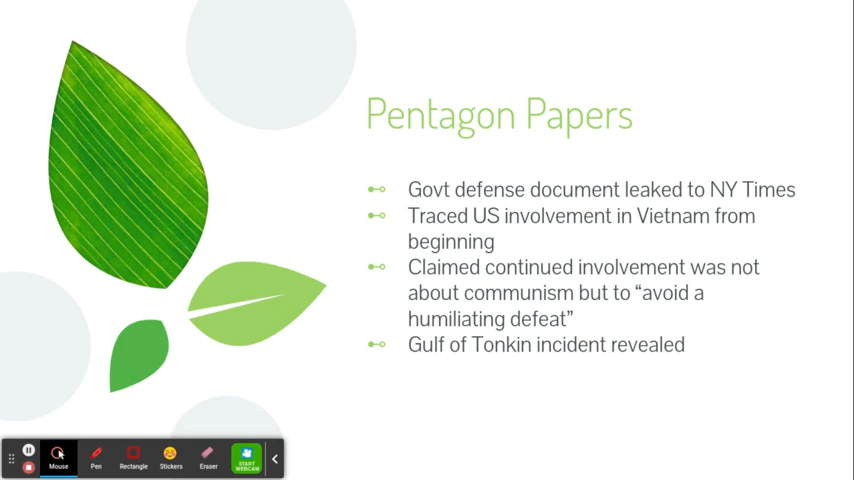 Pentagon Papers
Govt defense document leaked to NY Times
Traced US involvement in Vietnam from
beginning
Claimed continued involvement was not
about communism but to “avoid a
humiliating defeat”
Gulf of Tonkin incident revealed
Mouse
Pen
Rectangle
Stickers
Eraser
START
WEBCAM